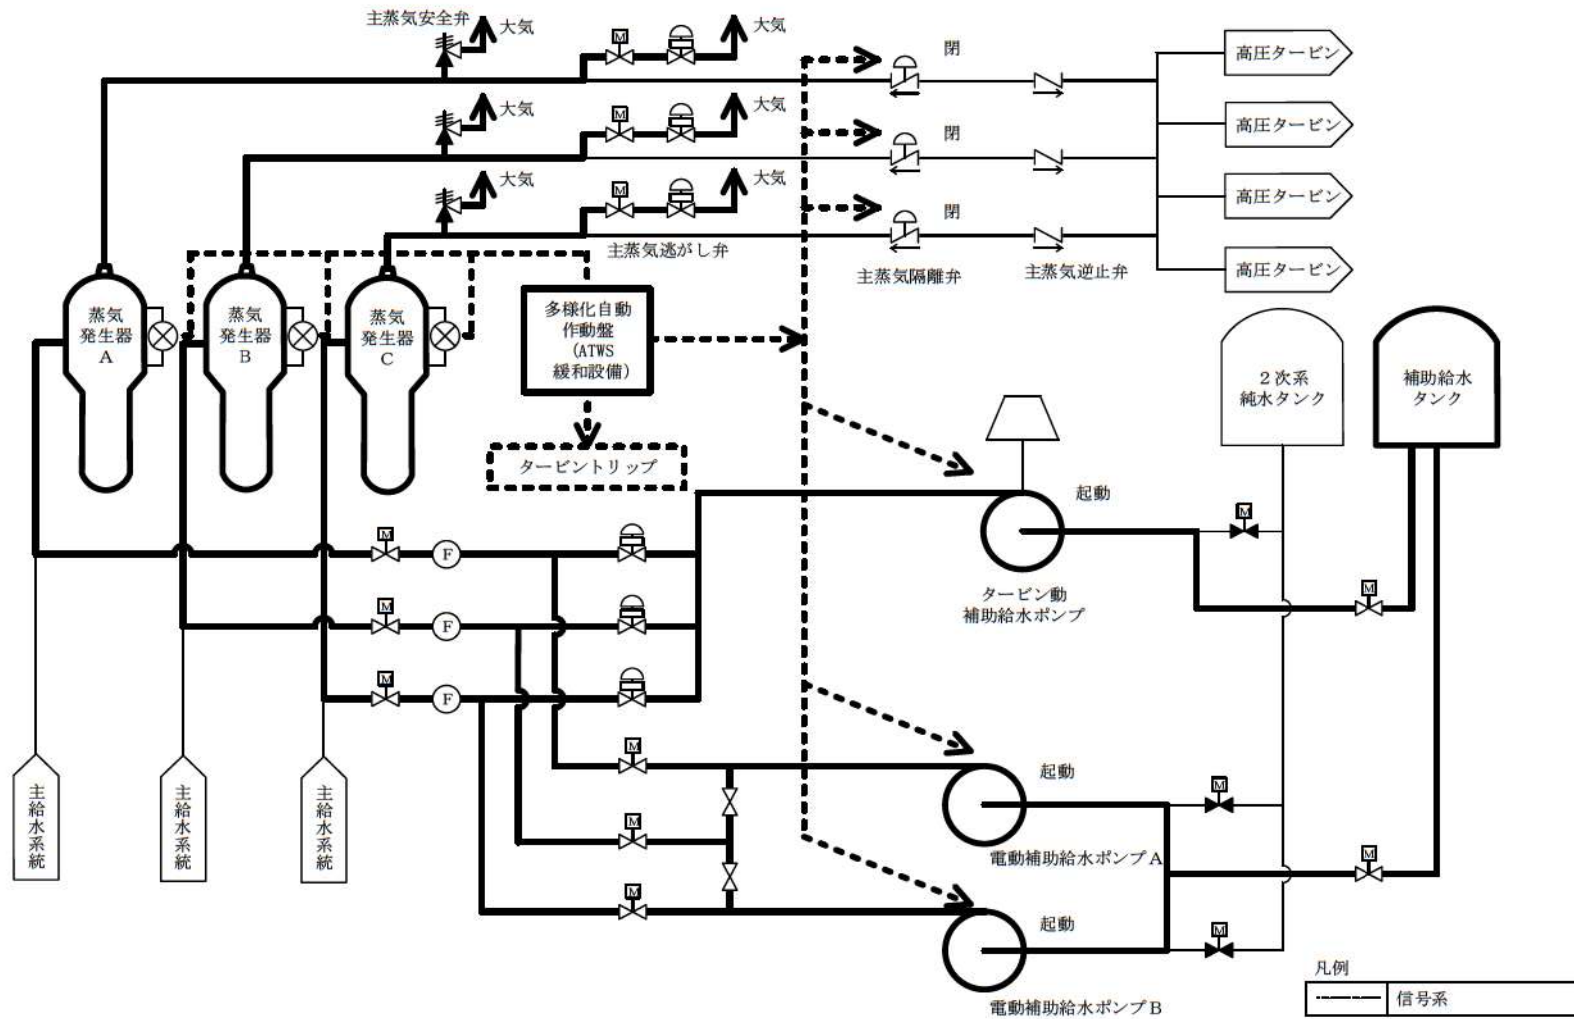 主蒸気安全弁
大気
M
大気
閉
高圧タービン
大気
M
大気
閉
高圧タービン
大気
M
大気
閉
高圧タービン
主蒸気逃がし弁
主蒸気隔離弁
主蒸気逆止弁
高圧タービン
蒸気
発生器
A
蒸気
発生器
B
蒸気
発生器
C
多様化自動
作動盤
(ATWS
緩和設備)
２次系
純水タンク
補助給水
タンク
タービントリップ
起動
M
M
F
タービン動
補助給水ポンプ
M
M
F
M
F
M
起動
M
電動補助給水ポンプA
M
M
M
起動
M
電動補助給水ポンプB
主給水系統
主給水系統
主給水系統
凡例
信号系